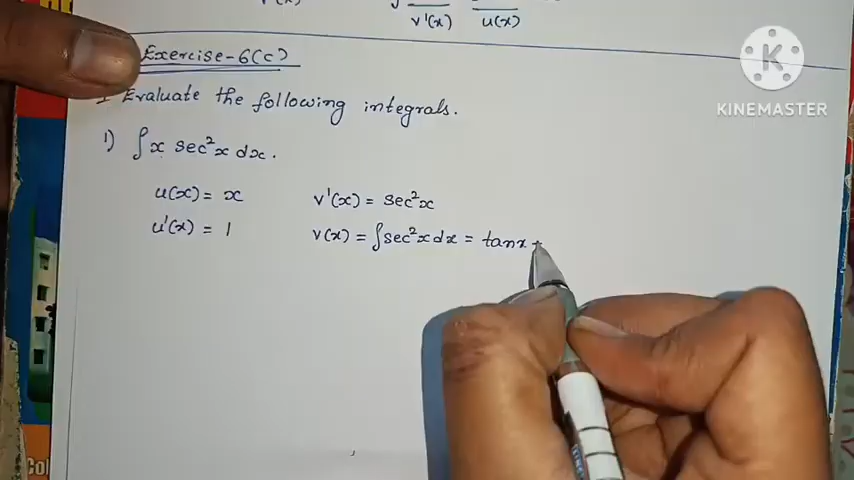 v'(x) u(x)
Exercise-6(c)
I Evaluate the following integrals.
1) ∫x sec²x dx.
u(x) = x v'(x) = sec²x
u'(x) = 1 v(x) = ∫sec²x dx = tanx
KINEMASTER